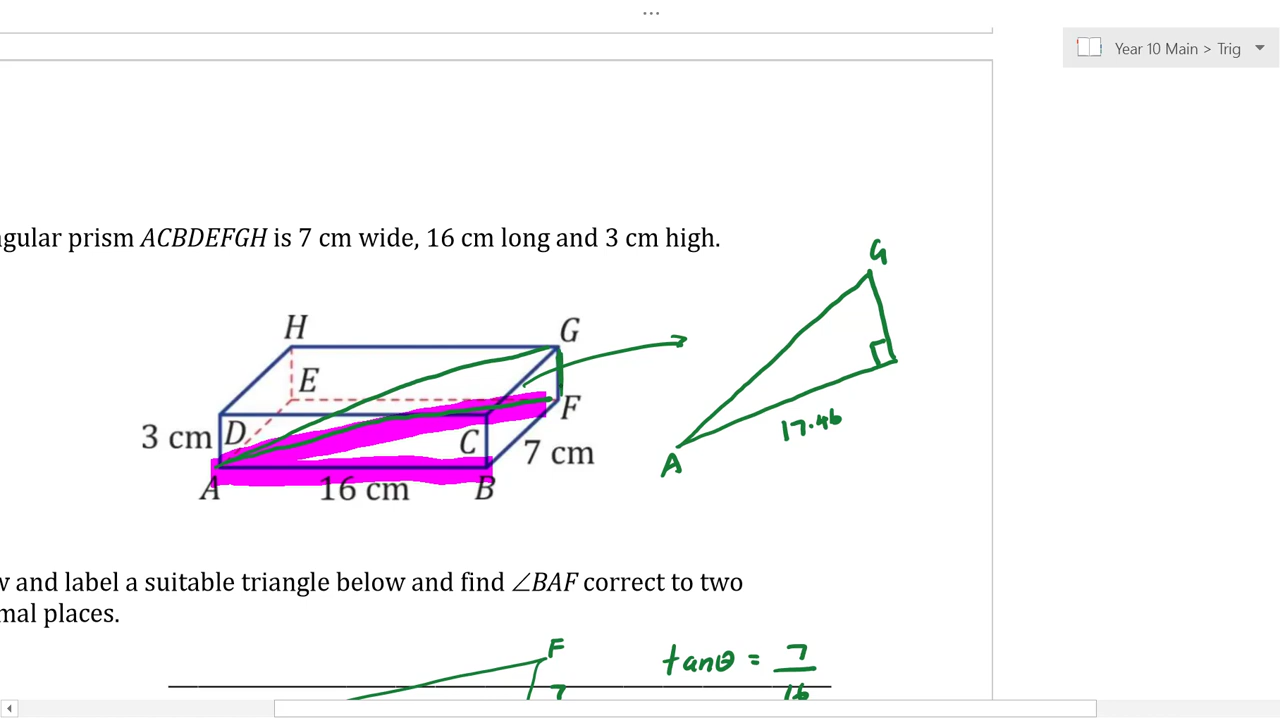 ...
Year 10 Main > Trig
ngular prism ACBDEFGH is 7 cm wide, 16 cm long and 3 cm high.
G
H
G
E
F
3 cm
D
C
7 cm
17.46
A
A
16 cm
B
w and label a suitable triangle below and find ∠BAF correct to two
mal places.
F
tanθ = 7
7
16